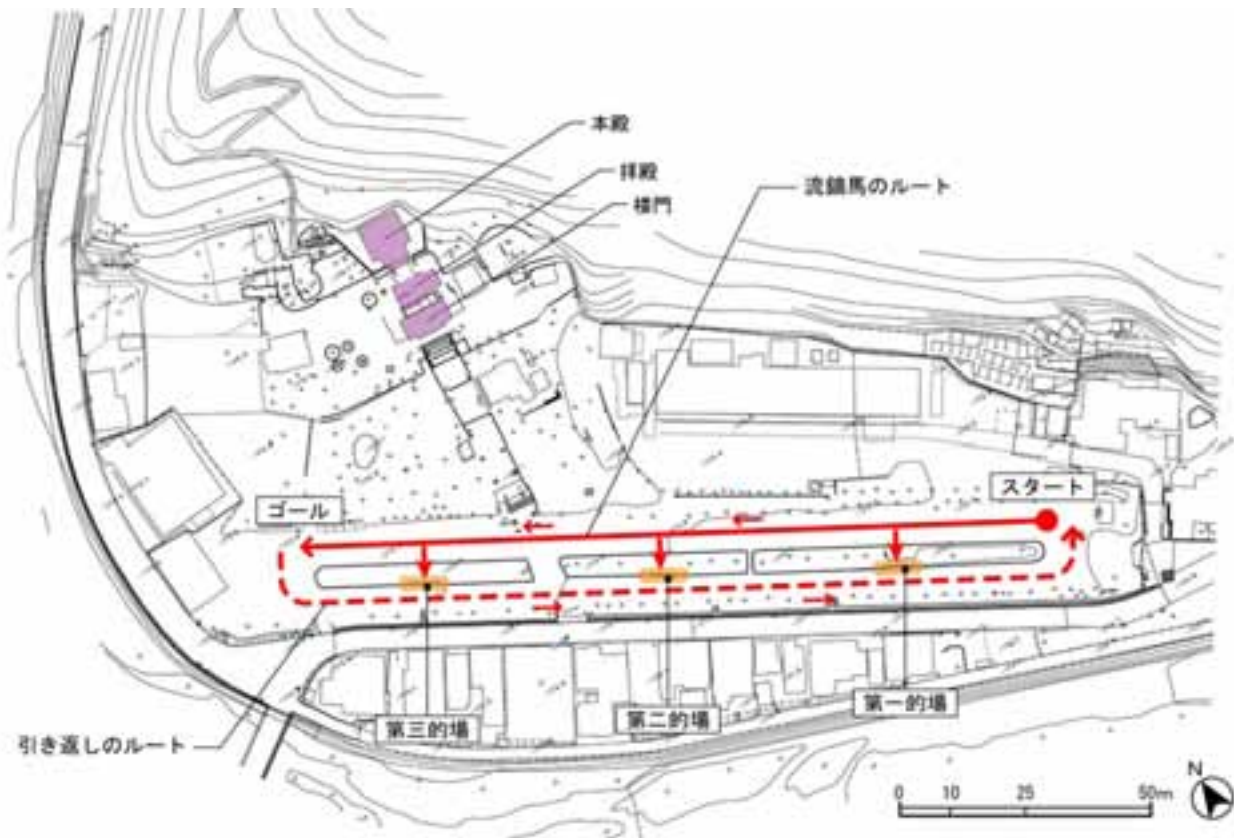 本殿
拝殿
楼門
流鏑馬のルート
スタート
ゴール
第一的場
第二的場
第三的場
引き返しのルート
N
0 10 25 50m